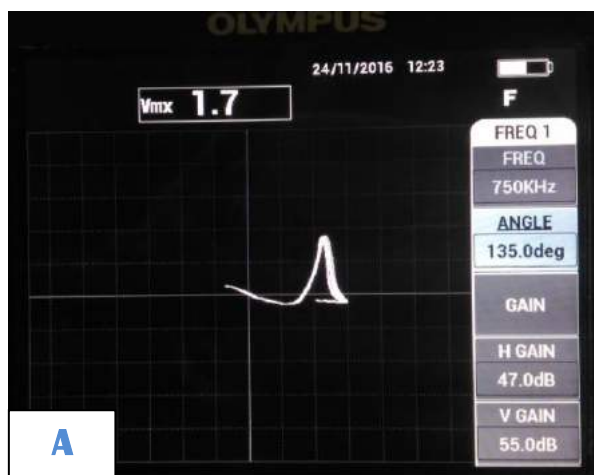 OLYMPUS
24/11/2016 12:23
Vmx 1.7
F
FREQ 1
FREQ
750KHz
ANGLE
135.0deg
GAIN
H GAIN
47.0dB
V GAIN
55.0dB
A